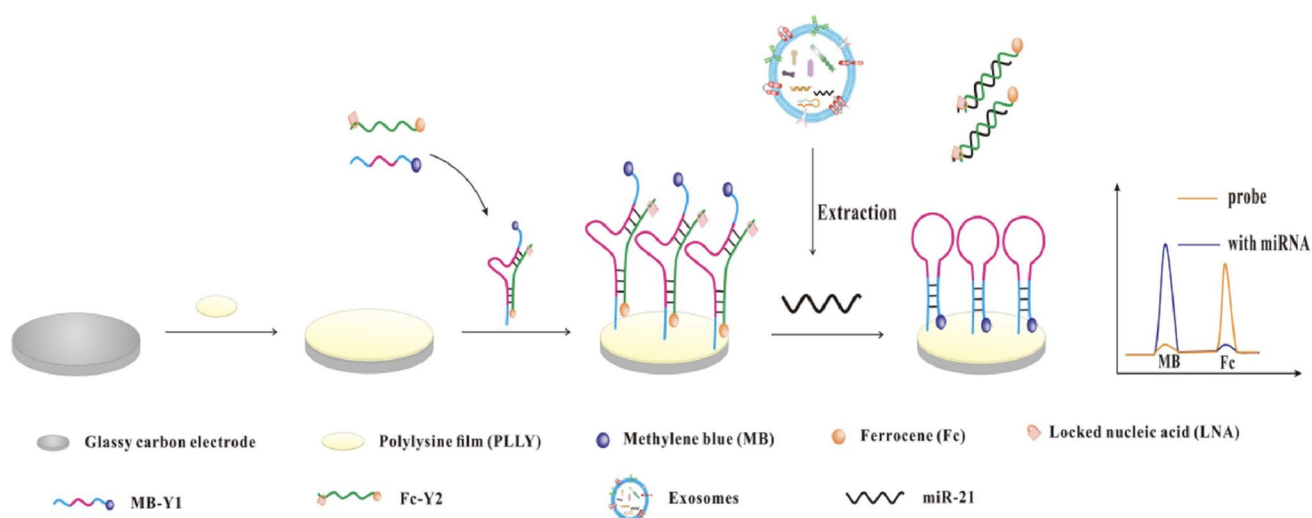 Extraction
probe
with miRNA
MB
Fc
Glassy carbon electrode
Polylysine film (PLLY)
Methylene blue (MB)
Ferrocene (Fc)
Locked nucleic acid (LNA)
MB-Y1
Fc-Y2
Exosomes
miR-21